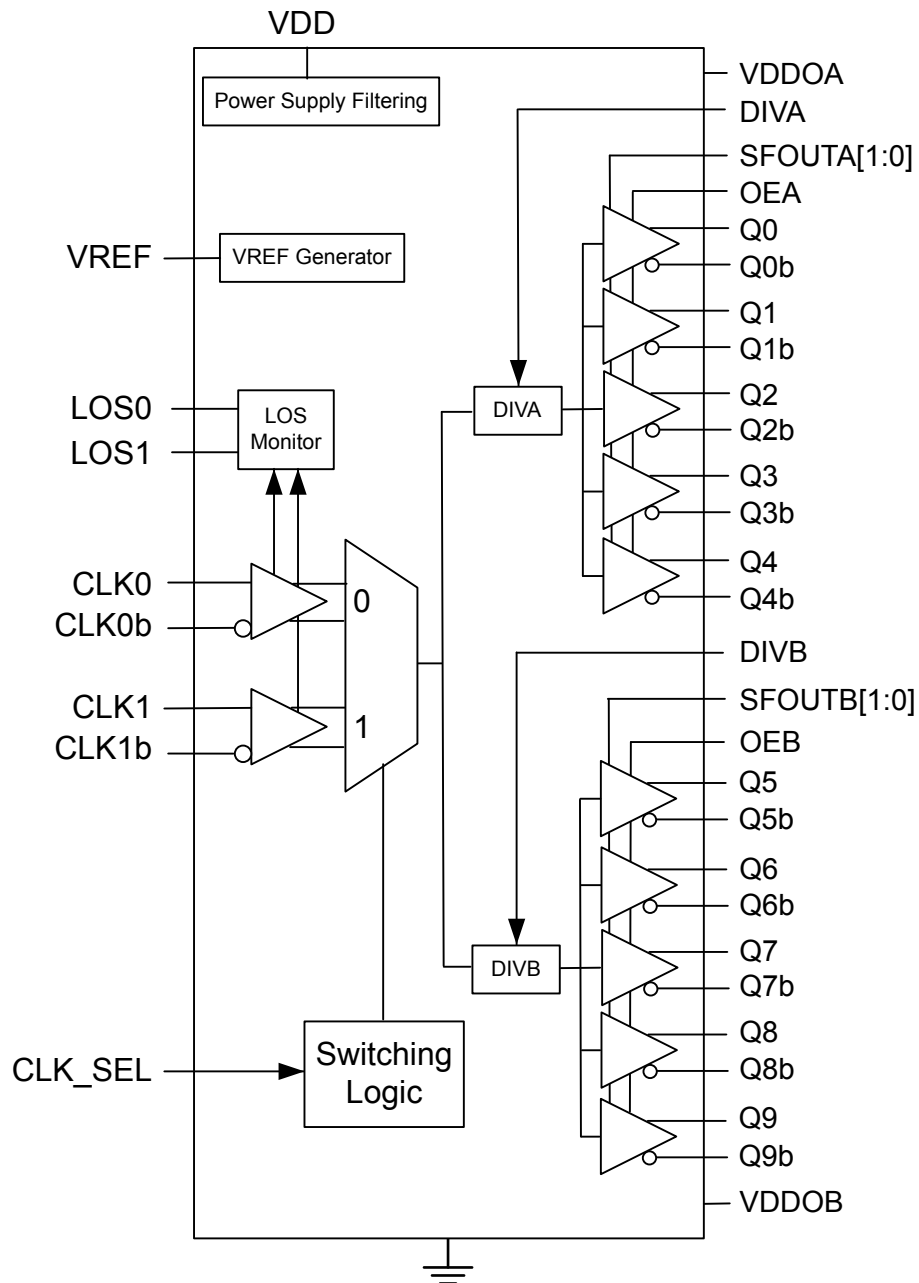 VDD
Power Supply Filtering
VREF
VREF Generator
LOS0
LOS1
LOS
Monitor
CLK0
CLK0b
CLK1
CLK1b
0
1
CLK_SEL
Switching
Logic
DIVA
DIVB
VDDOA
DIVA
SFOUTA[1:0]
OEA
Q0
Q0b
Q1
Q1b
Q2
Q2b
Q3
Q3b
Q4
Q4b
DIVB
SFOUTB[1:0]
OEB
Q5
Q5b
Q6
Q6b
Q7
Q7b
Q8
Q8b
Q9
Q9b
VDDOB